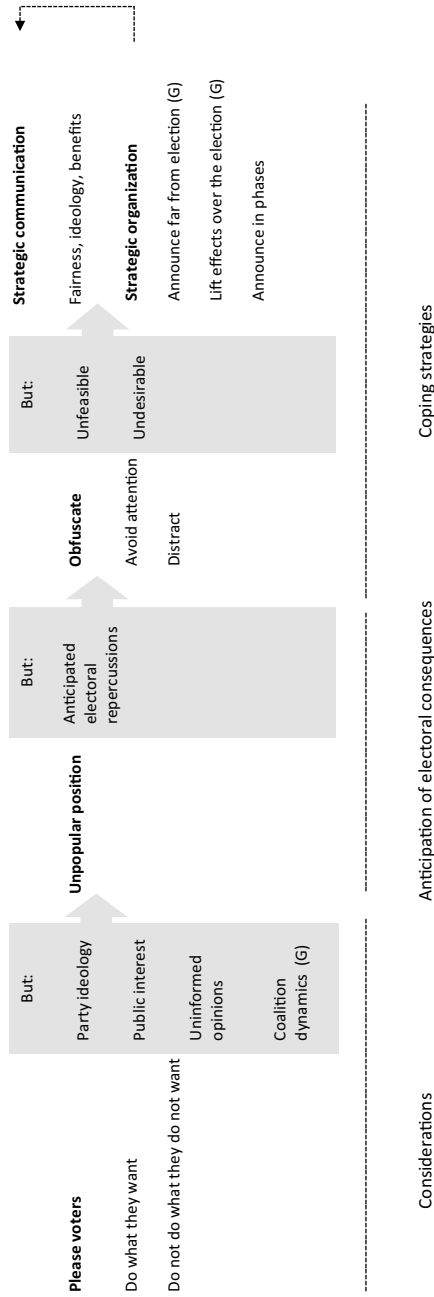 Please voters
Do what they want
Do not do what they do not want
But:
Party ideology
Public interest
Uninformed
opinions
Coalition
dynamics (G)
Unpopular position
But:
Anticipated
electoral
repercussions
Obfuscate
Avoid attention
Distract
But:
Unfeasible
Undesirable
Strategic communication
Fairness, ideology, benefits
Strategic organization
Announce far from election (G)
Lift effects over the election (G)
Announce in phases
Considerations
Anticipation of electoral consequences
Coping strategies